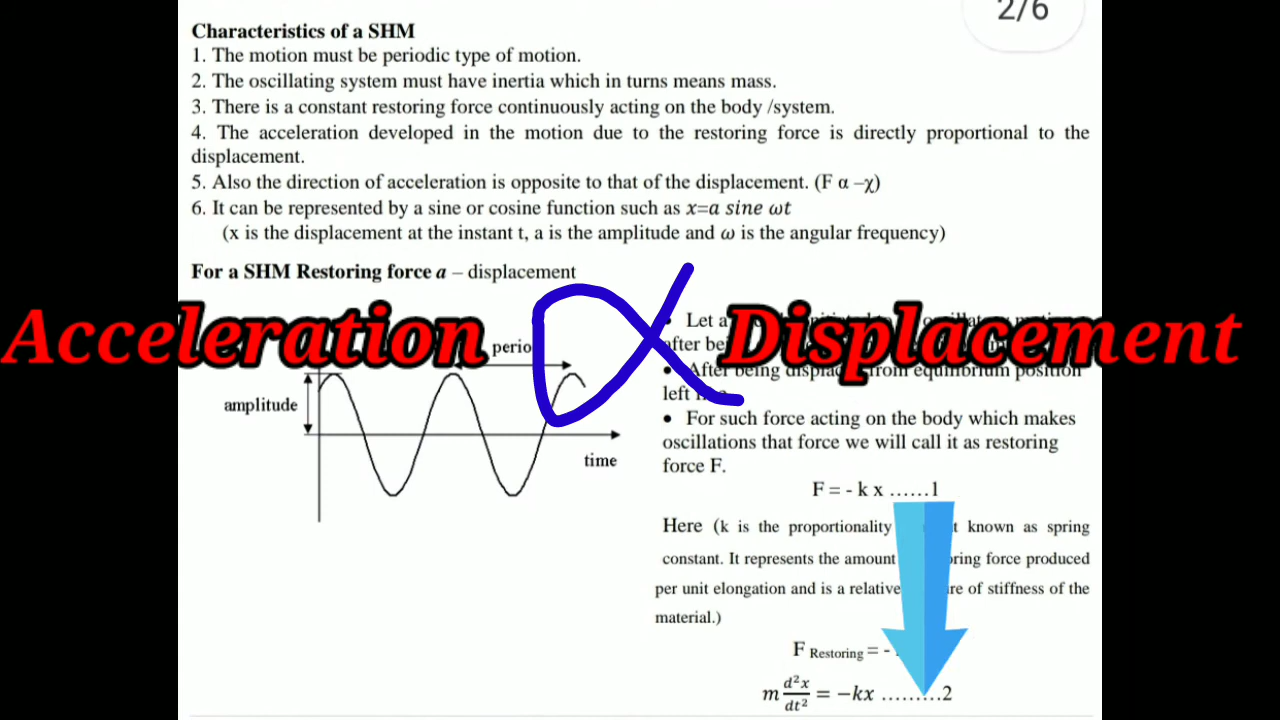 2/6
Characteristics of a SHM
1. The motion must be periodic type of motion.
2. The oscillating system must have inertia which in turns means mass.
3. There is a constant restoring force continuously acting on the body /system.
4. The acceleration developed in the motion due to the restoring force is directly proportional to the
displacement.
5. Also the direction of acceleration is opposite to that of the displacement. (F α –χ)
6. It can be represented by a sine or cosine function such as x=a sine ωt
(x is the displacement at the instant t, a is the amplitude and ω is the angular frequency)
For a SHM Restoring force a – displacement
Acceleration ∝ Displacement
amplitude
time
• Let a
after
• After being from equilibrium position
left
• For such force acting on the body which makes
oscillations that force we will call it as restoring
force F.
F = - k x ......1
Here (k is the proportionality known as spring
constant. It represents the amount force produced
per unit elongation and is a relative of stiffness of the
material.)
F Restoring = -
m d²x/dt² = −kx .........2